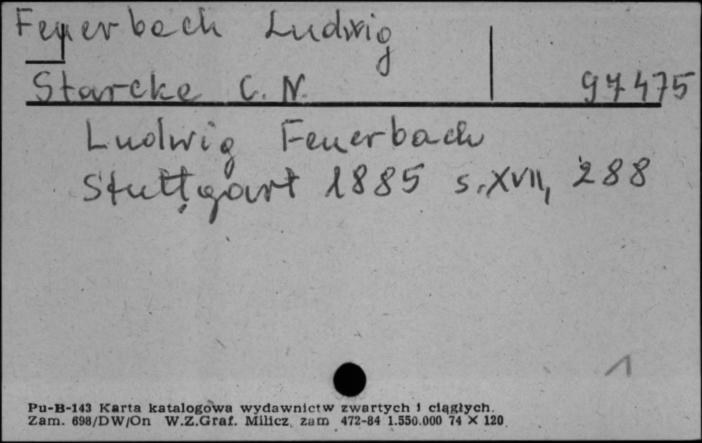 Feuerbach Ludwig
Starcke C. N. 97475
Ludwig Feuerbach
Stuttgart 1885 s. XVII, 288
1
Pu-B-143 Karta katalogowa wydawnictw zwartych i ciągłych.
Zam. 698/DW/On W.Z.Graf. Milicz, zam 472-84 1.550.000 74 × 120